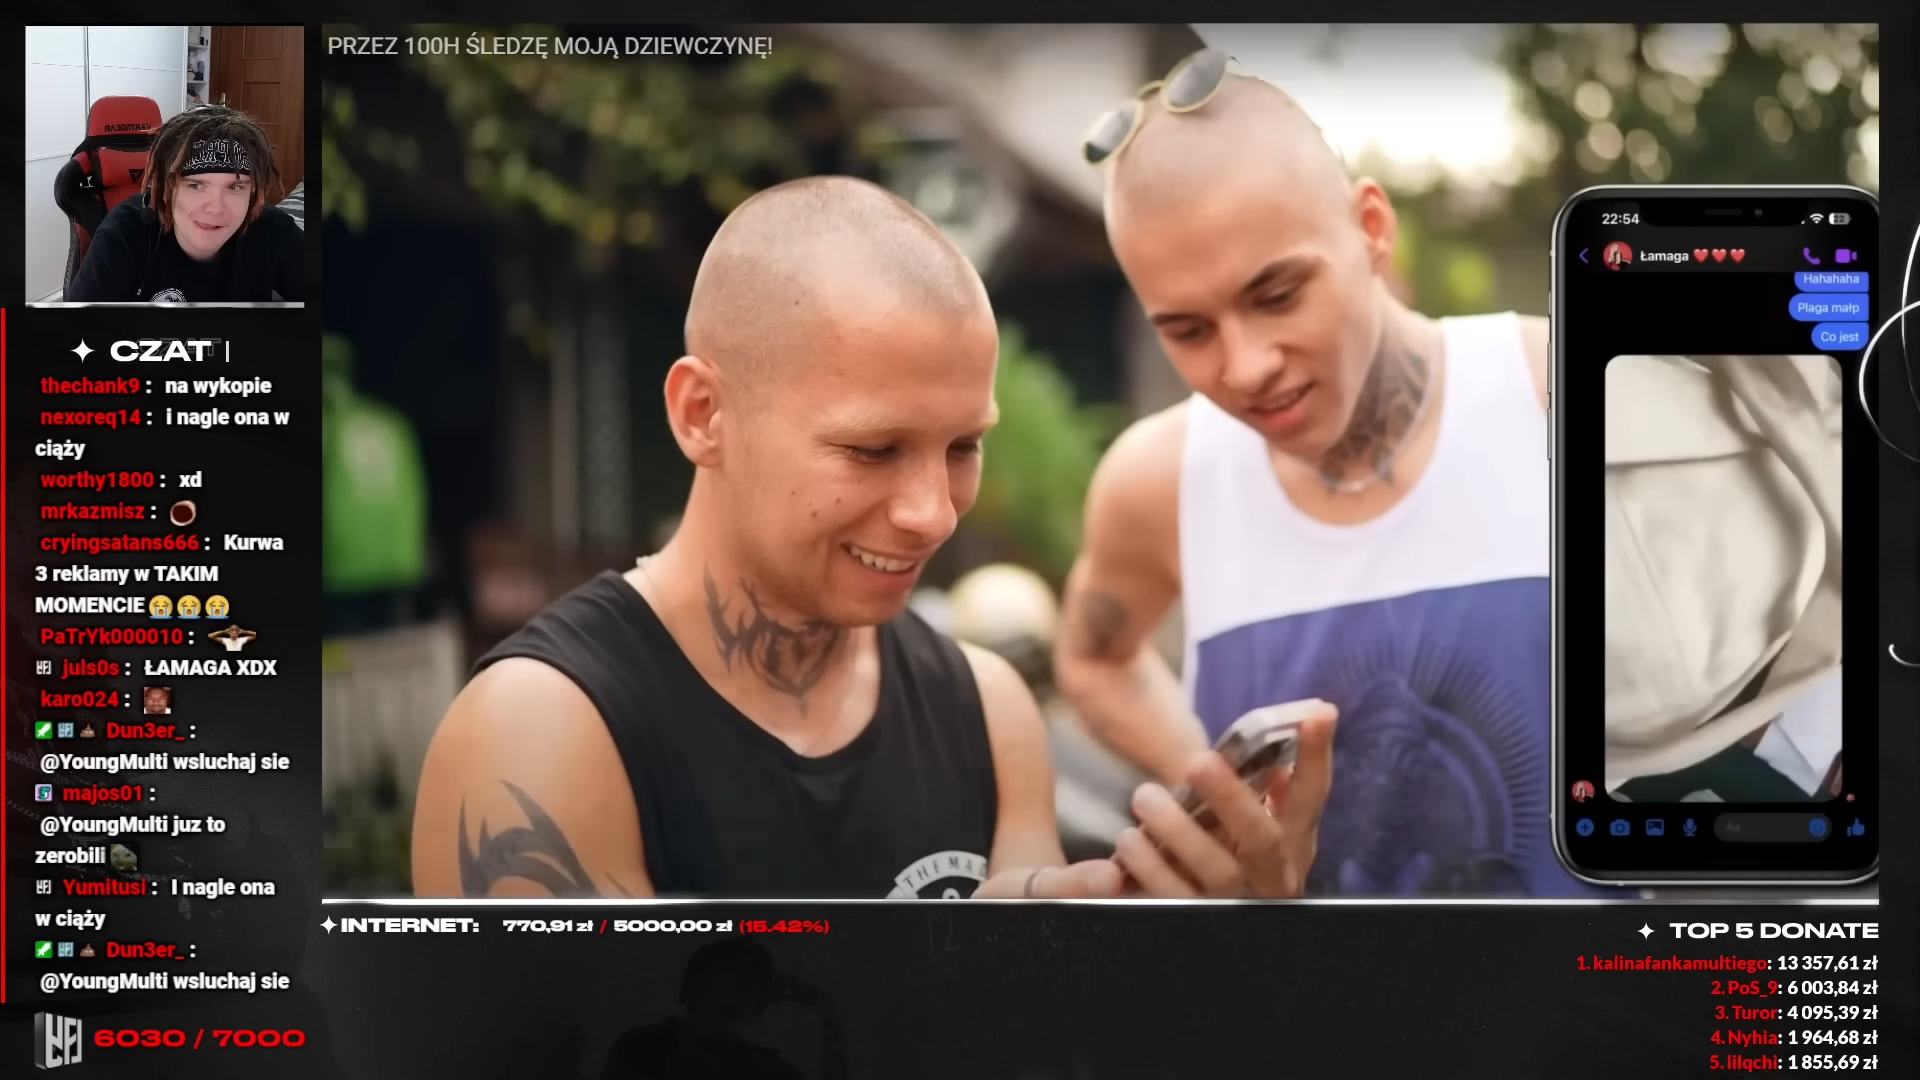 PRZEZ 100H ŚLEDZĘ MOJĄ DZIEWCZYNĘ!
CZAT
thechank9: na wykopie
nexoreq14: i nagle ona w
ciąży
worthy1800: xd
mrkazmisz:
cryingsatans666: Kurwa
3 reklamy w TAKIM
MOMENCIE 😭😭😭
PaTrYk000010:
juls0s: ŁAMAGA XDX
karo024:
Dun3er_:
@YoungMulti wsluchaj sie
majos01:
@YoungMulti juz to
zerobili
Yumitusi: I nagle ona
w ciąży
Dun3er_:
@YoungMulti wsluchaj sie
6030 / 7000
22:54
22
Łamaga ❤️❤️❤️
Hahahaha
Plaga małp
Co jest
Aa
THE MA
INTERNET: 770,91 zł / 5000,00 zł (15.42%)
TOP 5 DONATE
1. kalinafankamultiego: 13 357,61 zł
2. PoS_9: 6 003,84 zł
3. Turor: 4 095,39 zł
4. Nyhia: 1 964,68 zł
5. lilqchi: 1 855,69 zł